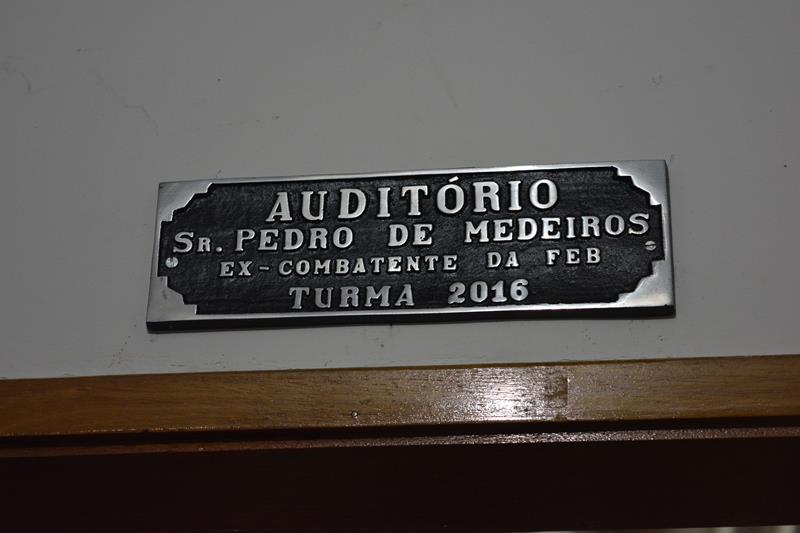 AUDITÓRIO
SR. PEDRO DE MEDEIROS
EX-COMBATENTE DA FEB
TURMA 2016